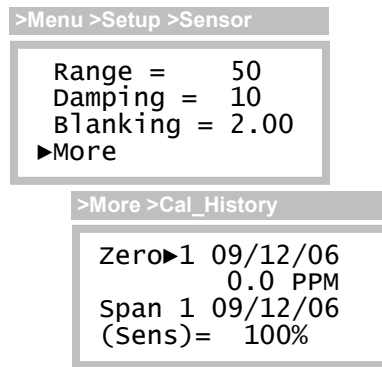 >Menu >Setup >Sensor
Range = 50
Damping = 10
Blanking = 2.00
►More
>More >Cal_History
Zero►1 09/12/06
0.0 PPM
Span 1 09/12/06
(Sens)= 100%